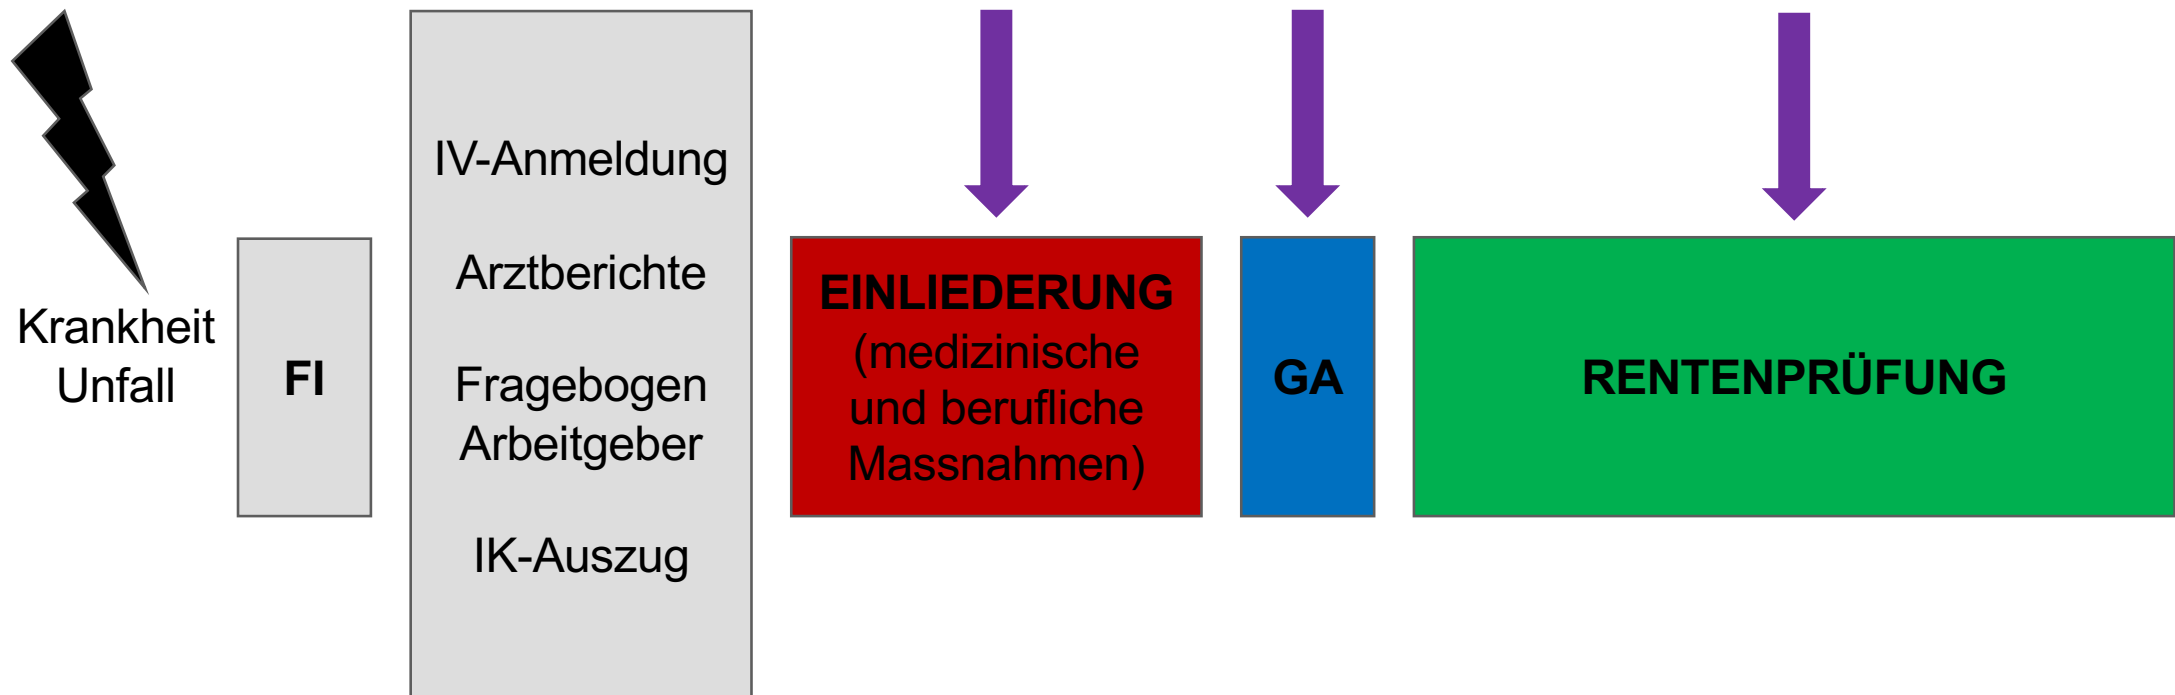 Krankheit
Unfall
FI
IV-Anmeldung
Arztberichte
Fragebogen
Arbeitgeber
IK-Auszug
EINLIEDERUNG
(medizinische
und berufliche
Massnahmen)
GA
RENTENPRÜFUNG